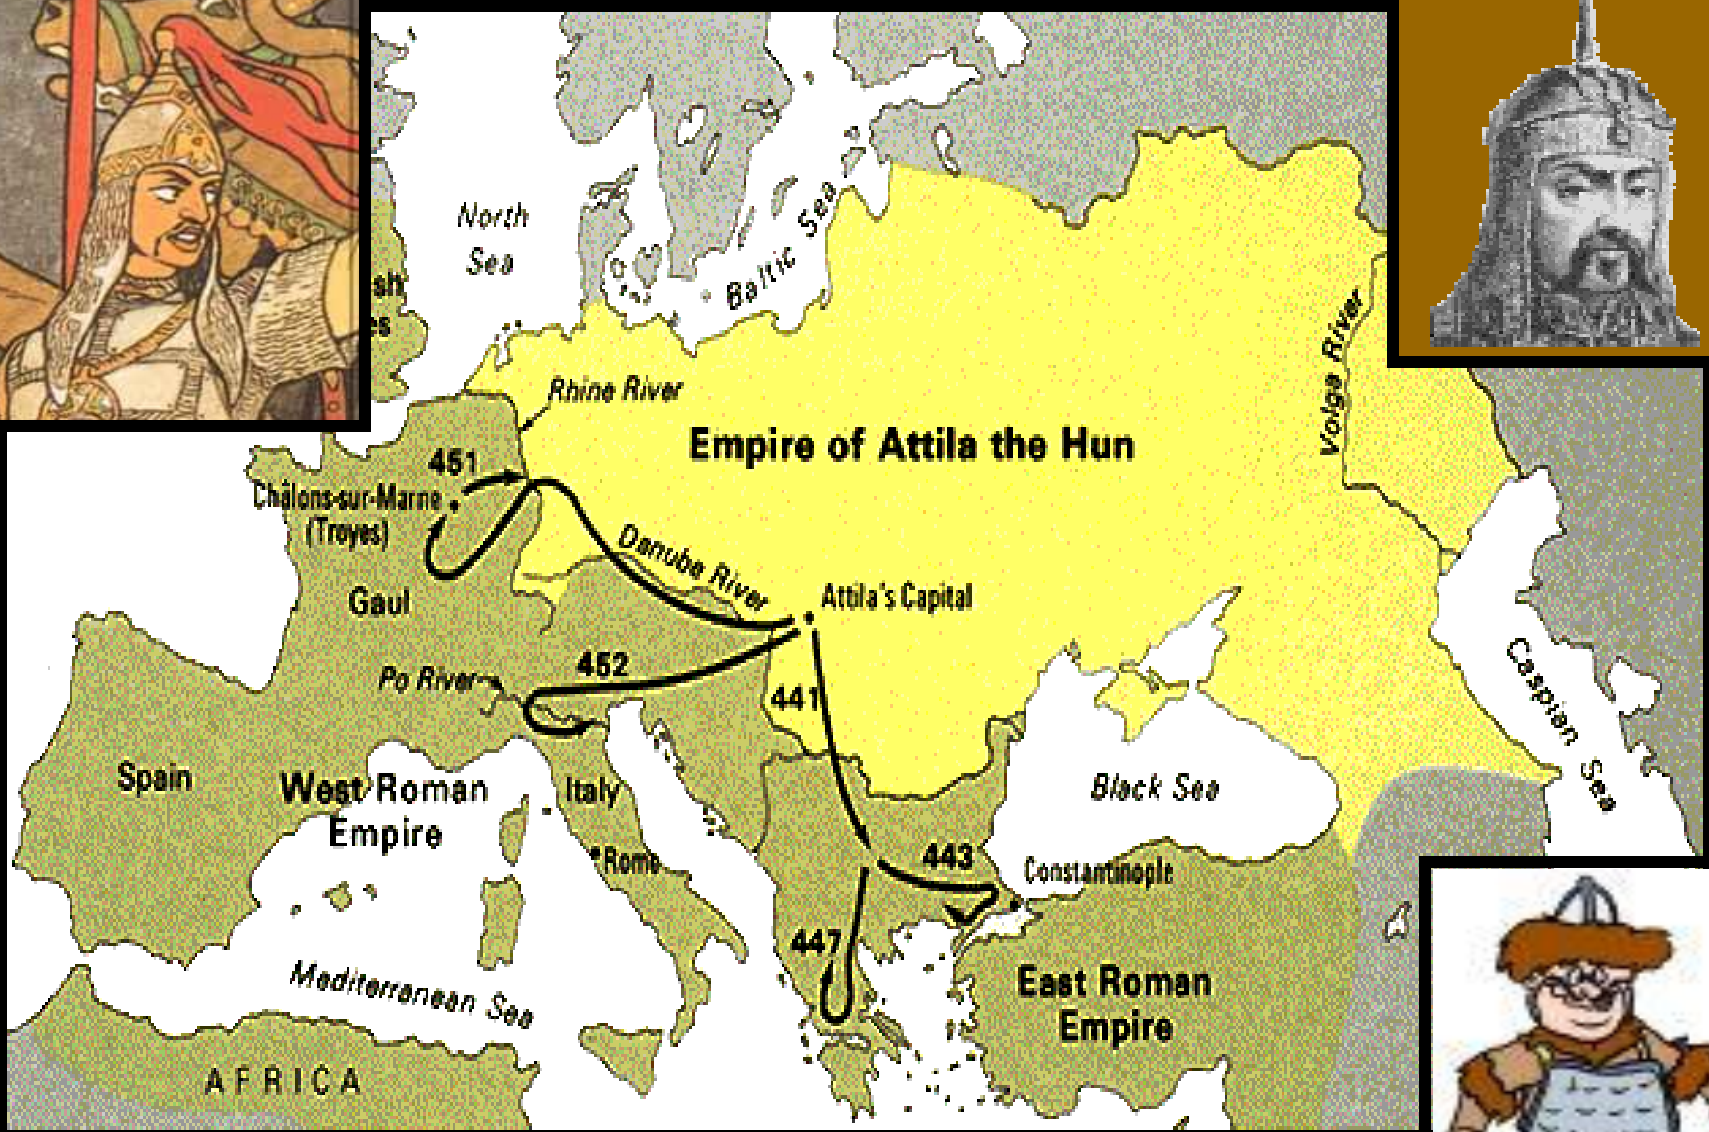 North
Sea
Baltic Sea
sh
es
Rhine River
Volga River
Empire of Attila the Hun
451
Châlons-sur-Marne
(Troyes)
Danube River
Gaul
Attila's Capital
Po River
452
441
Caspian Sea
Spain
West Roman
Empire
Italy
Black Sea
Rome
443
Constantinople
447
Mediterranean Sea
East Roman
Empire
AFRICA